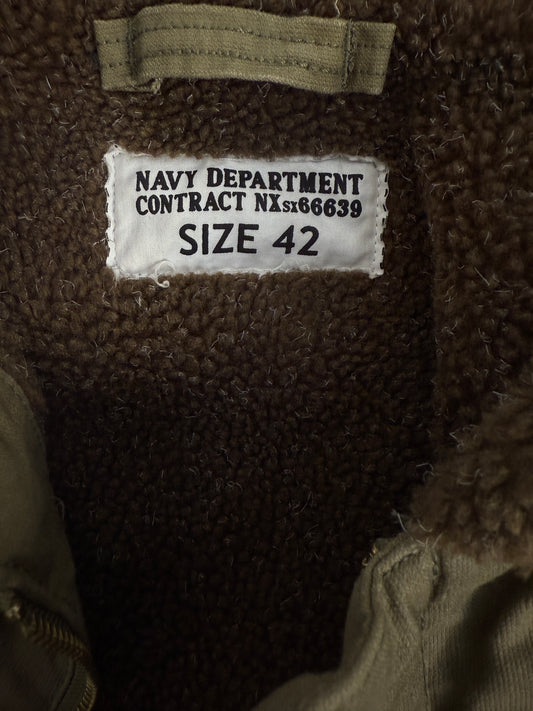 NAVY DEPARTMENT
CONTRACT NXsx66639
SIZE 42